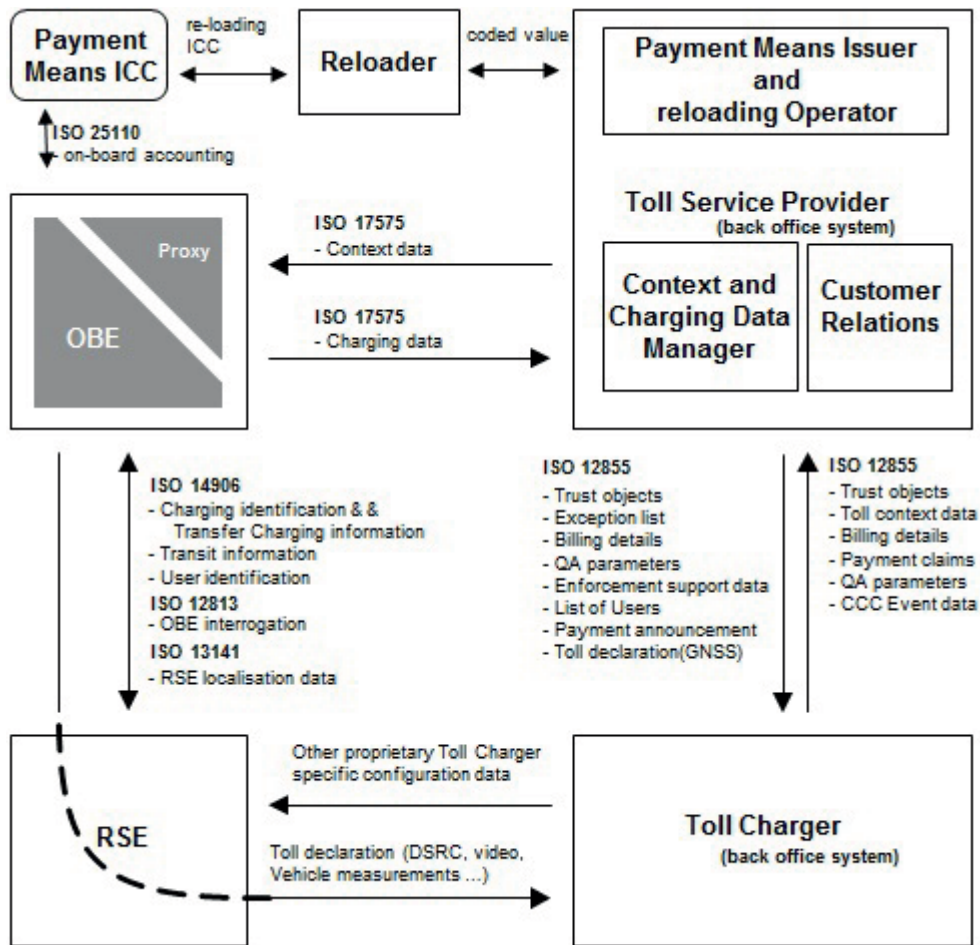 Payment
Means ICC
re-loading
ICC
Reloader
coded value
Payment Means Issuer
and
reloading Operator
ISO 25110
- on-board accounting
Proxy
OBE
ISO 17575
- Context data
ISO 17575
- Charging data
Toll Service Provider
(back office system)
Context and
Charging Data
Manager
Customer
Relations
ISO 14906
- Charging identification & &
Transfer Charging information
- Transit information
- User identification
ISO 12813
- OBE interrogation
ISO 13141
- RSE localisation data
ISO 12855
- Trust objects
- Exception list
- Billing details
- QA parameters
- Enforcement support data
- List of Users
- Payment announcement
- Toll declaration(GNSS)
ISO 12855
- Trust objects
- Toll context data
- Billing details
- Payment claims
- QA parameters
- CCC Event data
RSE
Other proprietary Toll Charger
specific configuration data
Toll declaration (DSRC, video,
Vehicle measurements ...)
Toll Charger
(back office system)